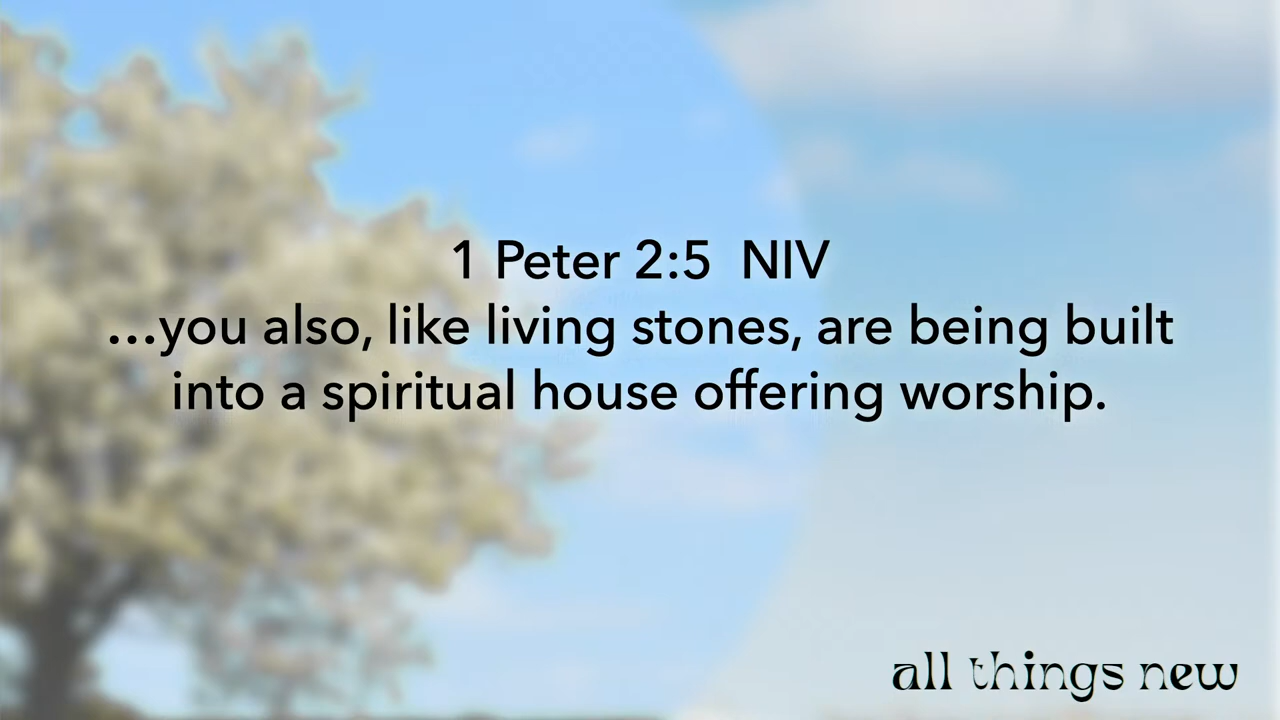 1 Peter 2:5  NIV
...you also, like living stones, are being built
into a spiritual house offering worship.
all things new